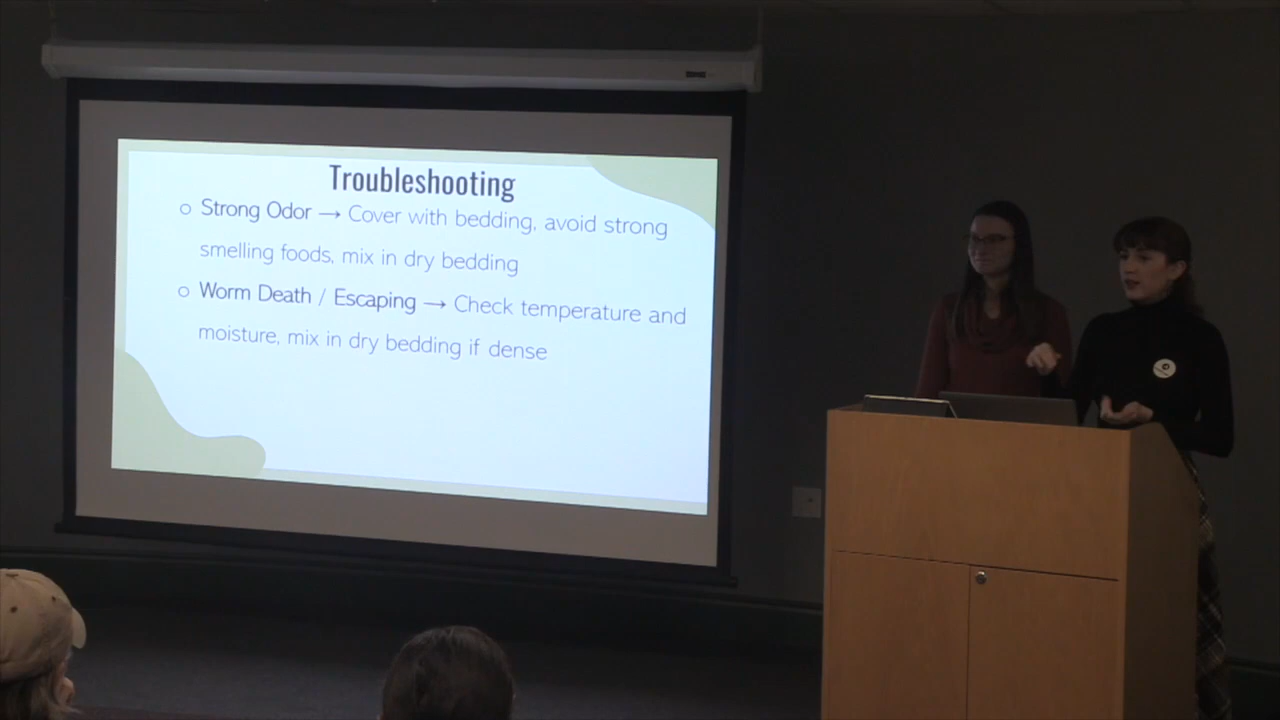 Troubleshooting
○ Strong Odor → Cover with bedding, avoid strong
smelling foods, mix in dry bedding
○ Worm Death / Escaping → Check temperature and
moisture, mix in dry bedding if dense